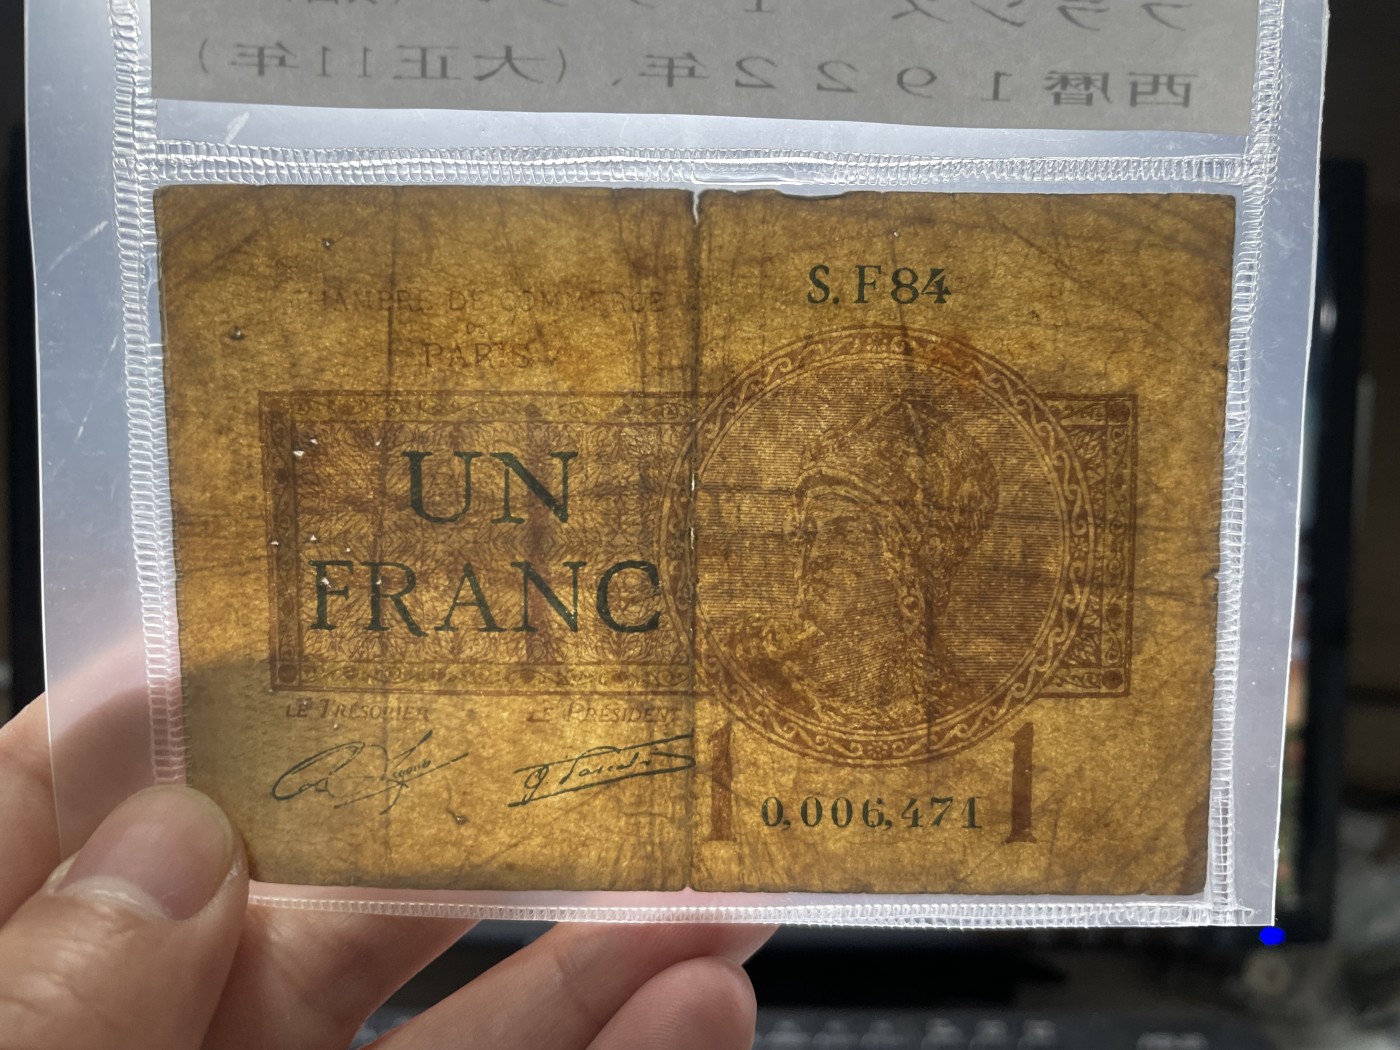 西暦１９２２年、（大正11年）
S. F 84
CHAMBRE DE COMMERCE
DE
PARIS
UN
FRANC
LE TRÉSORIER
LE PRÉSIDENT
1 0,006,471 1